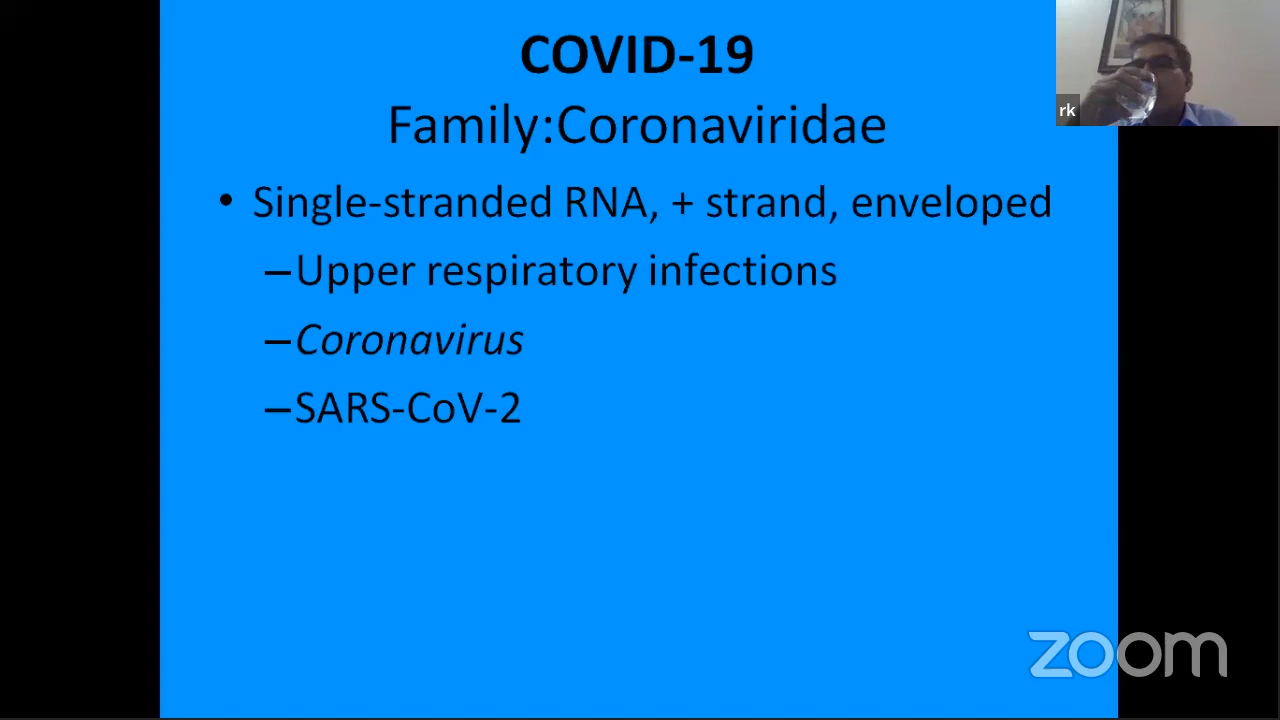 COVID-19
Family:Coronaviridae
• Single-stranded RNA, + strand, enveloped
–Upper respiratory infections
–Coronavirus
–SARS-CoV-2
rk
zoom